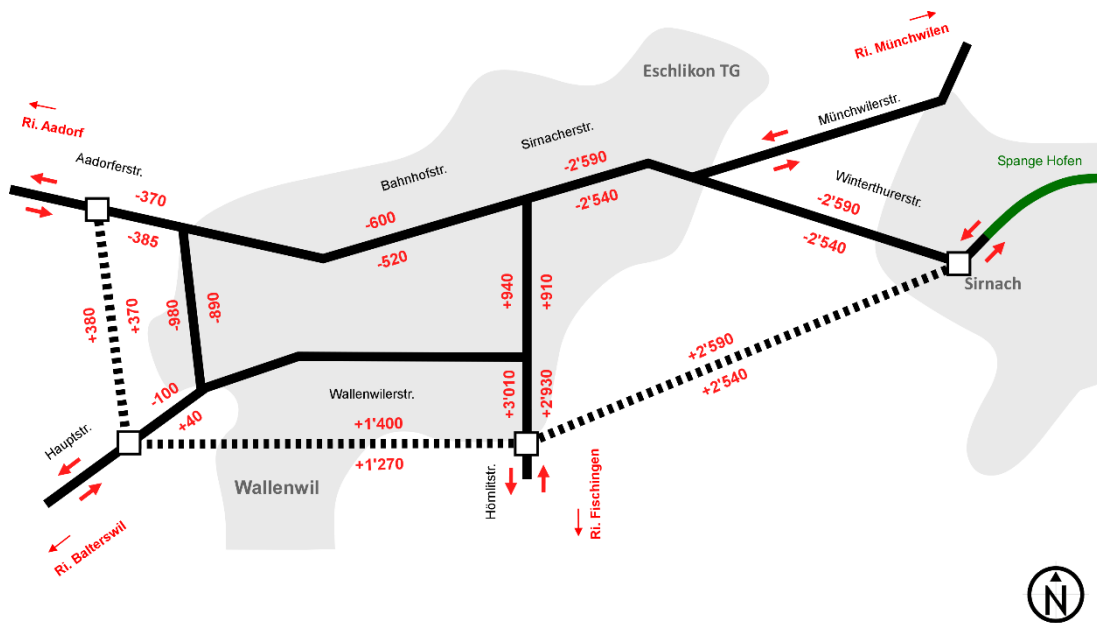 Ri. Münchwilen
Eschlikon TG
Ri. Aadorf
Münchwilerstr.
Sirnacherstr.
Aadorferstr.
Bahnhofstr.
-2'590
-2'540
Spange Hofen
Winterthurerstr.
-370
-385
-600
-520
-2'590
-2'540
Sirnach
+380
+370
-980
-890
+940
+910
+2'590
+2'540
-100
+40
Wallenwilerstr.
+3'010
+2'930
Hauptstr.
+1'400
+1'270
Wallenwil
Hörnlistr.
Ri. Fischingen
Ri. Balterswil
N